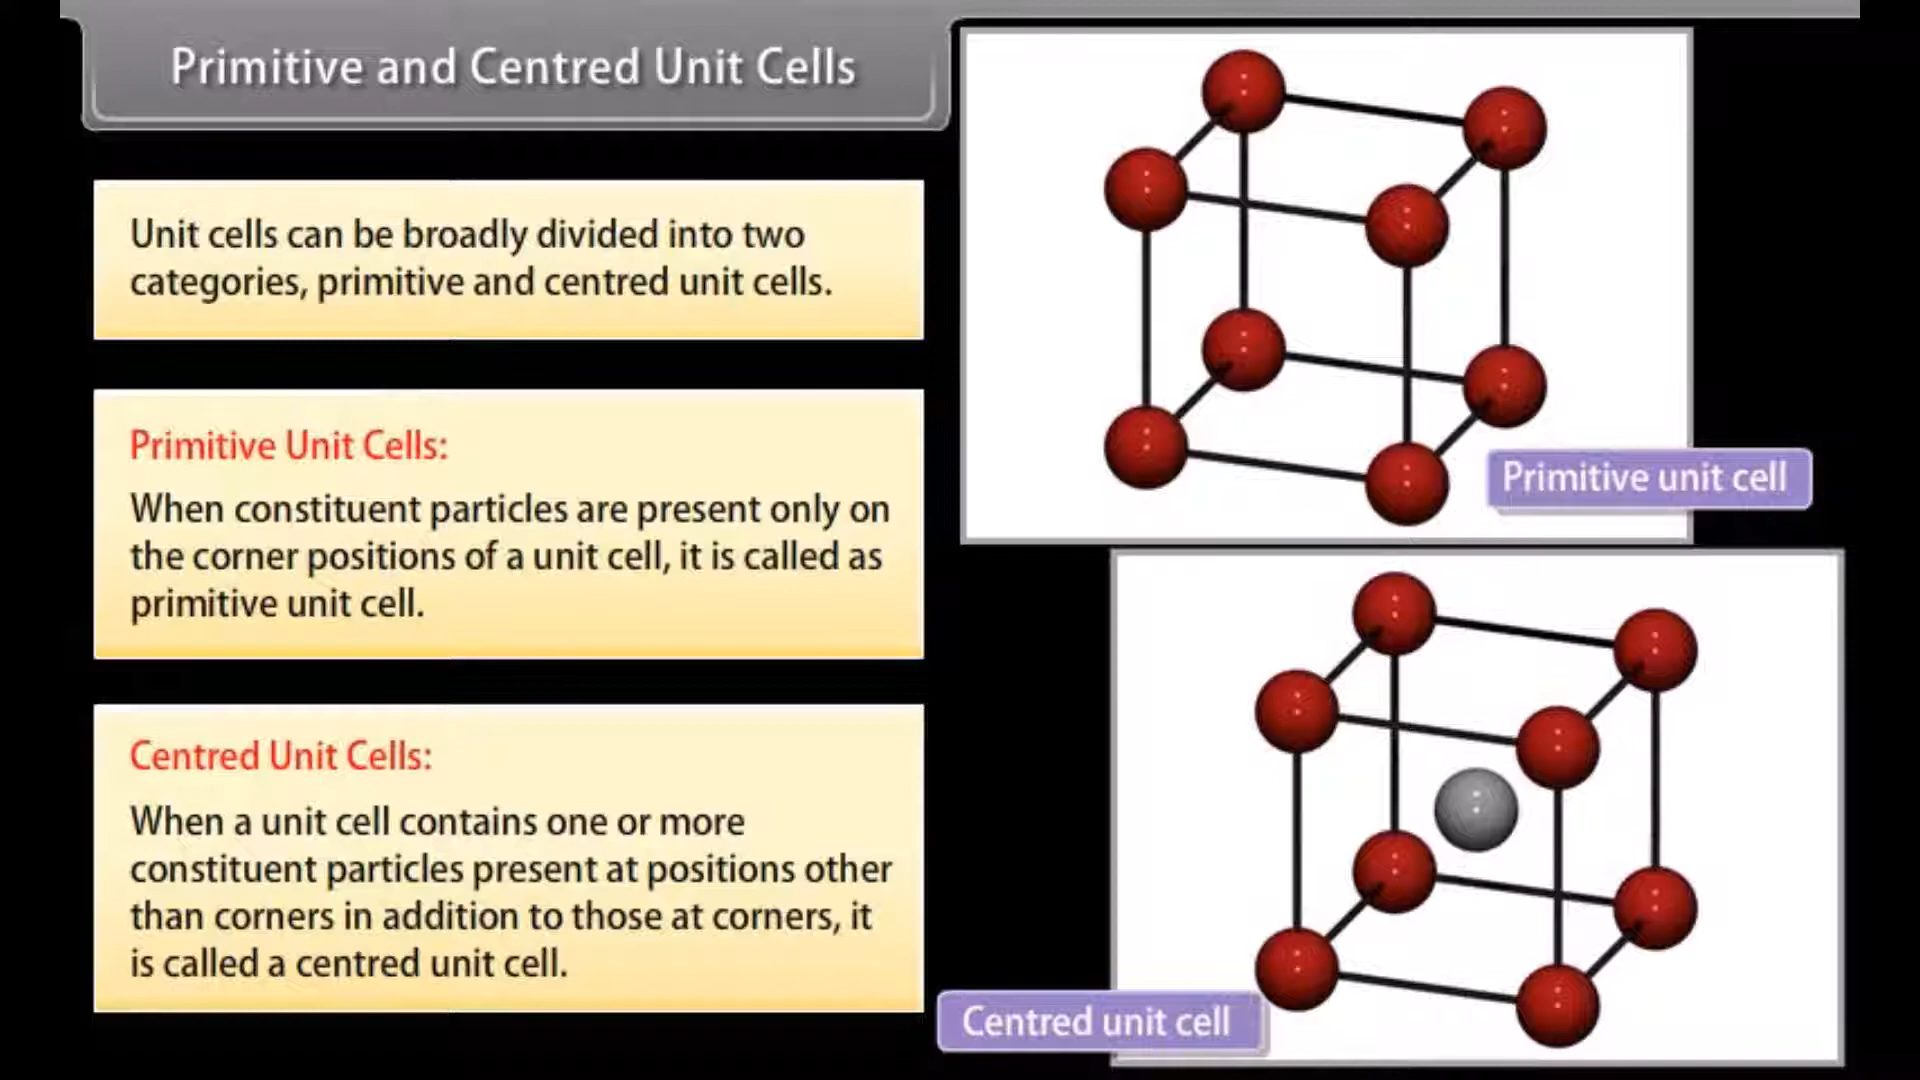 Primitive and Centred Unit Cells
Unit cells can be broadly divided into two
categories, primitive and centred unit cells.
Primitive Unit Cells:
When constituent particles are present only on
the corner positions of a unit cell, it is called as
primitive unit cell.
Centred Unit Cells:
When a unit cell contains one or more
constituent particles present at positions other
than corners in addition to those at corners, it
is called a centred unit cell.
Primitive unit cell
Centred unit cell